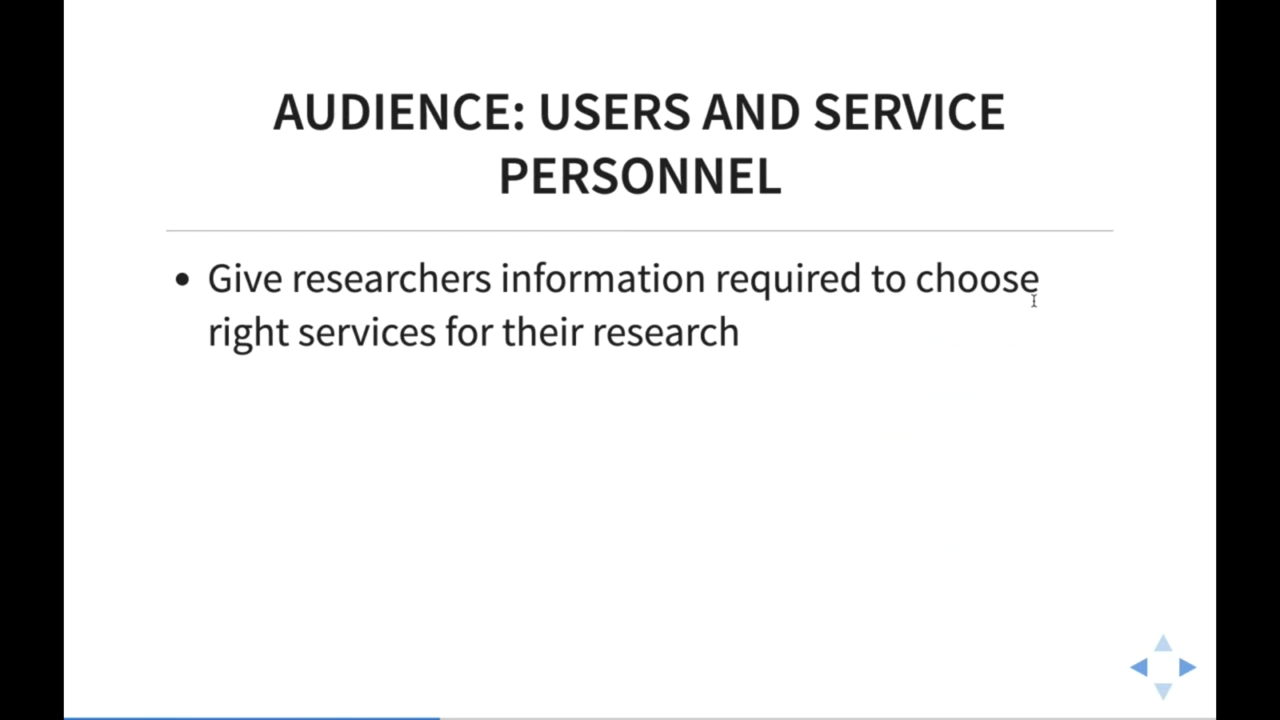 AUDIENCE: USERS AND SERVICE
PERSONNEL
• Give researchers information required to choose
right services for their research